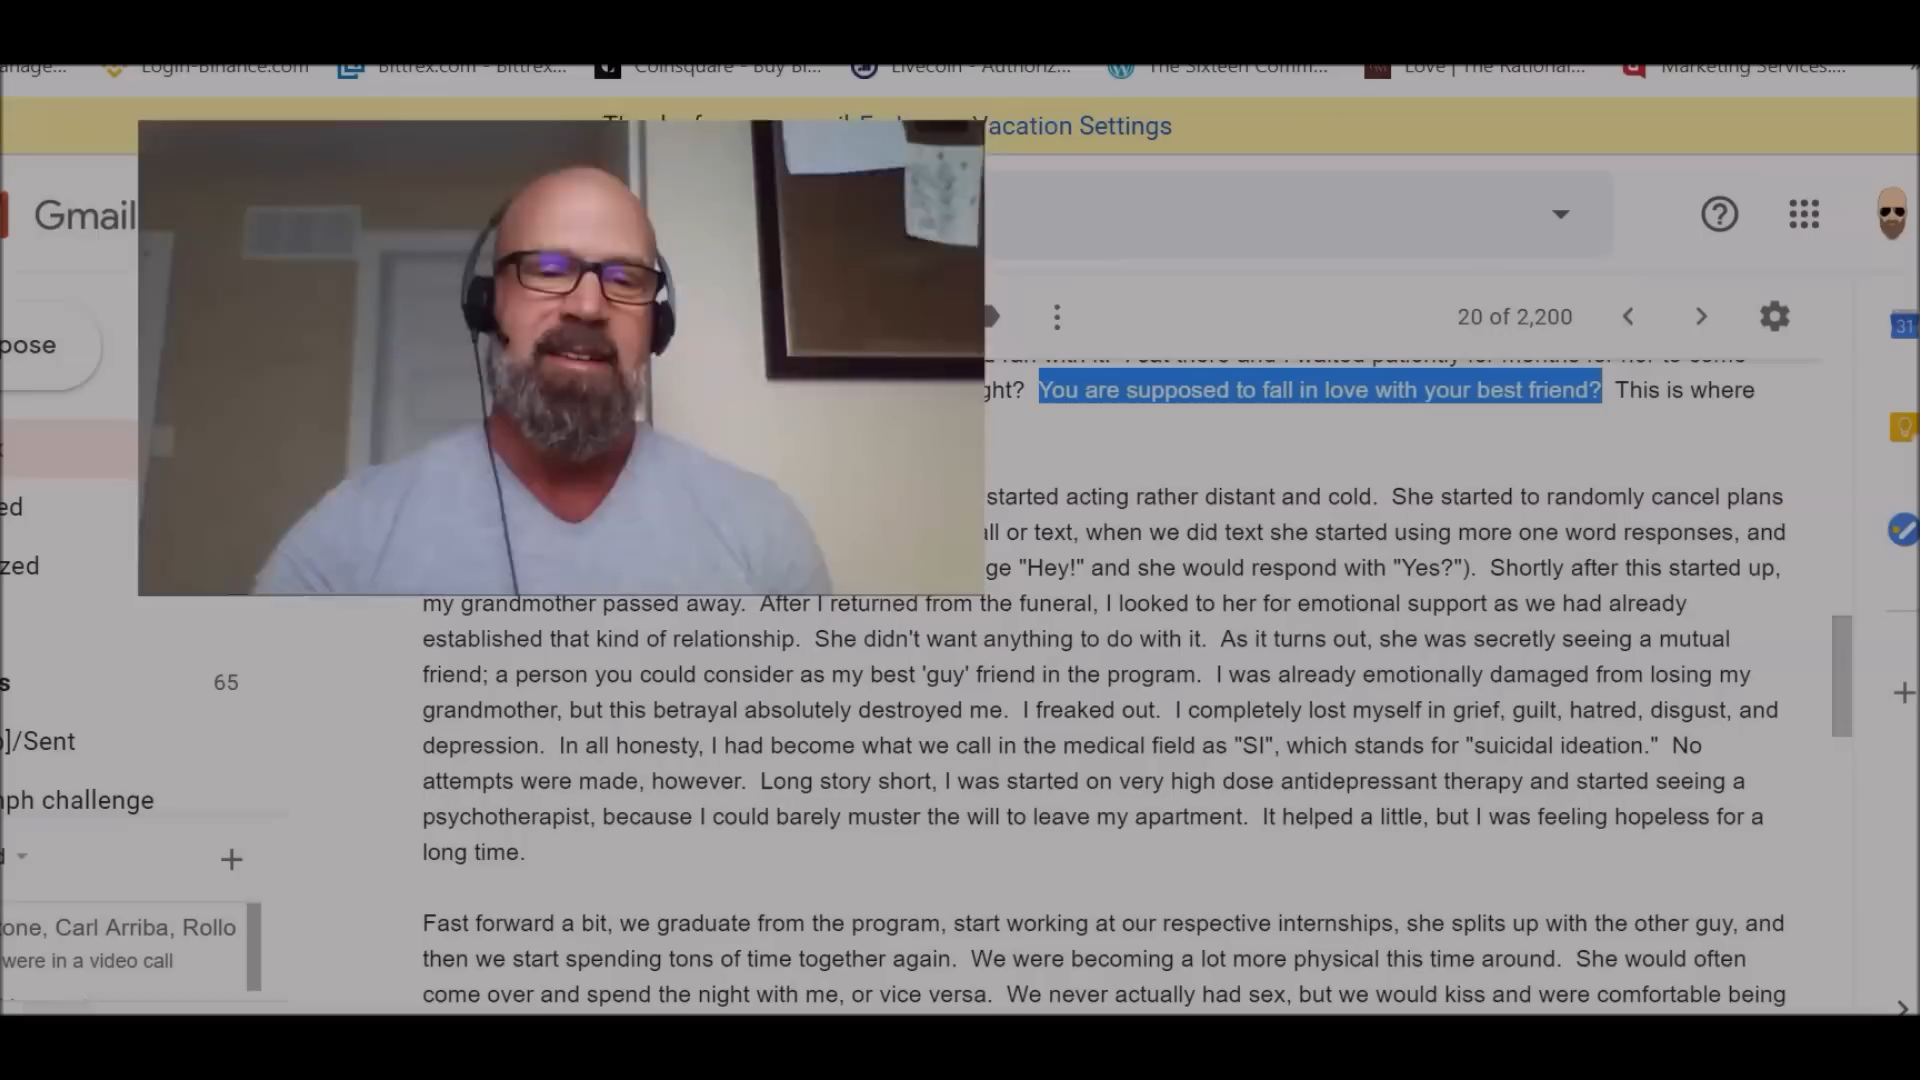 anage...
Login-Binance.com
Bittrex.com - Bittrex...
Coinsquare - Buy Bi...
Livecoin - Authoriz...
The Sixteen Comm...
Love | The Rational...
Marketing Services....
Vacation Settings
Gmail
20 of 2,200
31
pose
ght? You are supposed to fall in love with your best friend? This is where
started acting rather distant and cold. She started to randomly cancel plans
all or text, when we did text she started using more one word responses, and
ge "Hey!" and she would respond with "Yes?"). Shortly after this started up,
my grandmother passed away. After I returned from the funeral, I looked to her for emotional support as we had already
established that kind of relationship. She didn't want anything to do with it. As it turns out, she was secretly seeing a mutual
friend; a person you could consider as my best 'guy' friend in the program. I was already emotionally damaged from losing my
grandmother, but this betrayal absolutely destroyed me. I freaked out. I completely lost myself in grief, guilt, hatred, disgust, and
depression. In all honesty, I had become what we call in the medical field as "SI", which stands for "suicidal ideation." No
attempts were made, however. Long story short, I was started on very high dose antidepressant therapy and started seeing a
psychotherapist, because I could barely muster the will to leave my apartment. It helped a little, but I was feeling hopeless for a
long time.
Fast forward a bit, we graduate from the program, start working at our respective internships, she splits up with the other guy, and
then we start spending tons of time together again. We were becoming a lot more physical this time around. She would often
come over and spend the night with me, or vice versa. We never actually had sex, but we would kiss and were comfortable being
ed
zed
s
65
]/Sent
nph challenge
one, Carl Arriba, Rollo
were in a video call